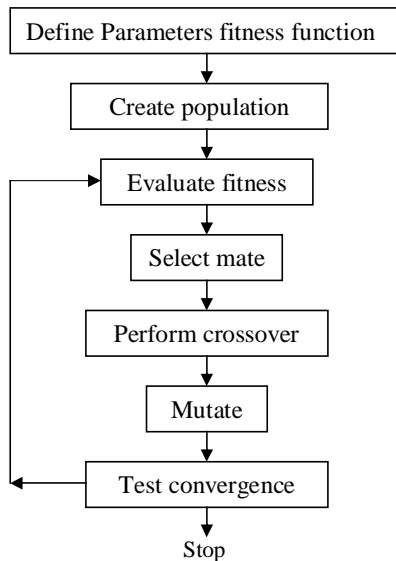 Define Parameters fitness function
Create population
Evaluate fitness
Select mate
Perform crossover
Mutate
Test convergence
Stop